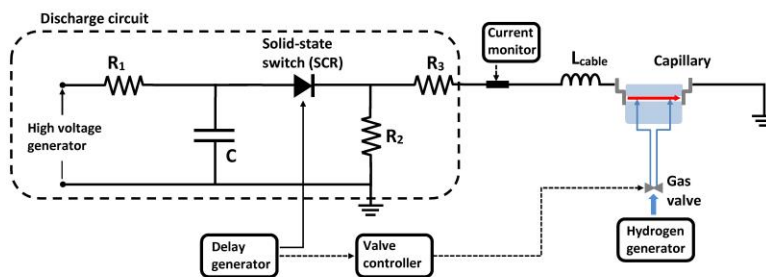 Discharge circuit
Solid-state
switch (SCR)
R1
R3
Current
monitor
Lcable
Capillary
High voltage
generator
C
R2
Gas
valve
Delay
generator
Valve
controller
Hydrogen
generator